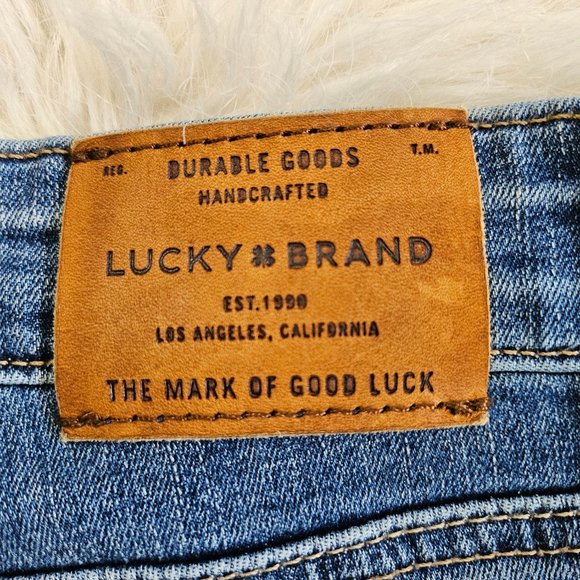 REG. DURABLE GOODS T.M.
HANDCRAFTED
LUCKY BRAND
EST.1990
LOS ANGELES, CALIFORNIA
THE MARK OF GOOD LUCK